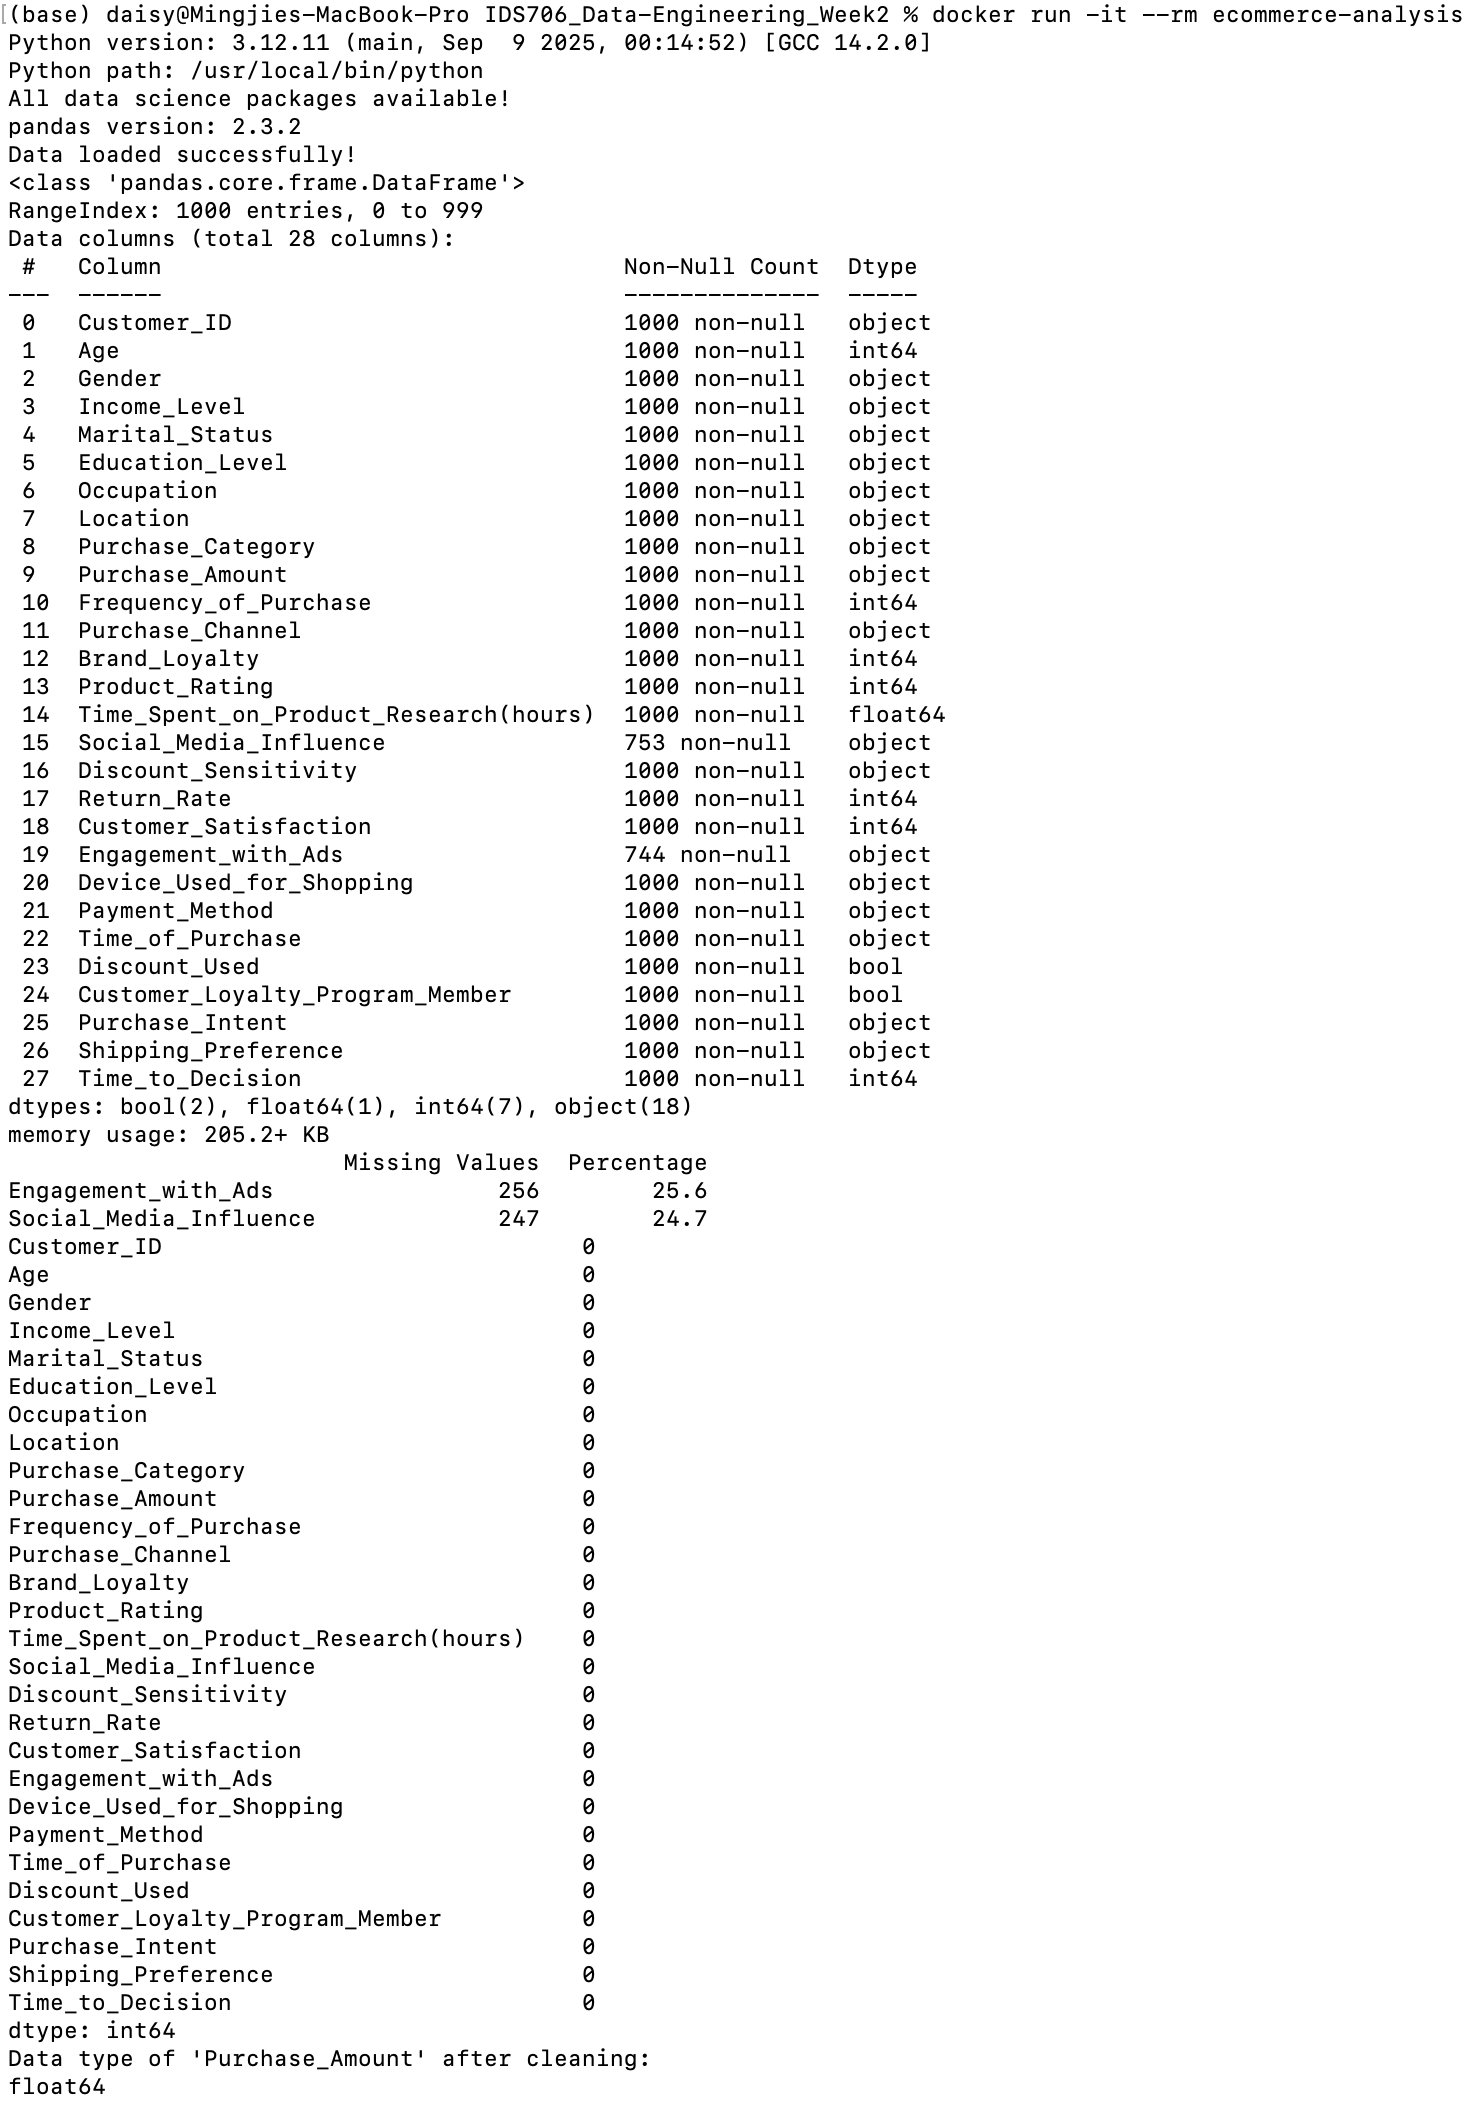 (base) daisy@Mingjies-MacBook-Pro IDS706_Data-Engineering_Week2 % docker run -it --rm ecommerce-analysis
Python version: 3.12.11 (main, Sep  9 2025, 00:14:52) [GCC 14.2.0]
Python path: /usr/local/bin/python
All data science packages available!
pandas version: 2.3.2
Data loaded successfully!
<class 'pandas.core.frame.DataFrame'>
RangeIndex: 1000 entries, 0 to 999
Data columns (total 28 columns):
 #   Column                                 Non-Null Count  Dtype
---  ------                                 --------------  -----
 0   Customer_ID                            1000 non-null   object
 1   Age                                    1000 non-null   int64
 2   Gender                                 1000 non-null   object
 3   Income_Level                           1000 non-null   object
 4   Marital_Status                         1000 non-null   object
 5   Education_Level                        1000 non-null   object
 6   Occupation                             1000 non-null   object
 7   Location                               1000 non-null   object
 8   Purchase_Category                      1000 non-null   object
 9   Purchase_Amount                        1000 non-null   object
 10  Frequency_of_Purchase                  1000 non-null   int64
 11  Purchase_Channel                       1000 non-null   object
 12  Brand_Loyalty                          1000 non-null   int64
 13  Product_Rating                         1000 non-null   int64
 14  Time_Spent_on_Product_Research(hours)  1000 non-null   float64
 15  Social_Media_Influence                 753 non-null    object
 16  Discount_Sensitivity                   1000 non-null   object
 17  Return_Rate                            1000 non-null   int64
 18  Customer_Satisfaction                  1000 non-null   int64
 19  Engagement_with_Ads                    744 non-null    object
 20  Device_Used_for_Shopping               1000 non-null   object
 21  Payment_Method                         1000 non-null   object
 22  Time_of_Purchase                       1000 non-null   object
 23  Discount_Used                          1000 non-null   bool
 24  Customer_Loyalty_Program_Member        1000 non-null   bool
 25  Purchase_Intent                        1000 non-null   object
 26  Shipping_Preference                    1000 non-null   object
 27  Time_to_Decision                       1000 non-null   int64
dtypes: bool(2), float64(1), int64(7), object(18)
memory usage: 205.2+ KB
                        Missing Values  Percentage
Engagement_with_Ads                256        25.6
Social_Media_Influence             247        24.7
Customer_ID                              0
Age                                      0
Gender                                   0
Income_Level                             0
Marital_Status                           0
Education_Level                          0
Occupation                               0
Location                                 0
Purchase_Category                        0
Purchase_Amount                          0
Frequency_of_Purchase                    0
Purchase_Channel                         0
Brand_Loyalty                            0
Product_Rating                           0
Time_Spent_on_Product_Research(hours)    0
Social_Media_Influence                   0
Discount_Sensitivity                     0
Return_Rate                              0
Customer_Satisfaction                    0
Engagement_with_Ads                      0
Device_Used_for_Shopping                 0
Payment_Method                           0
Time_of_Purchase                         0
Discount_Used                            0
Customer_Loyalty_Program_Member          0
Purchase_Intent                          0
Shipping_Preference                      0
Time_to_Decision                         0
dtype: int64
Data type of 'Purchase_Amount' after cleaning:
float64